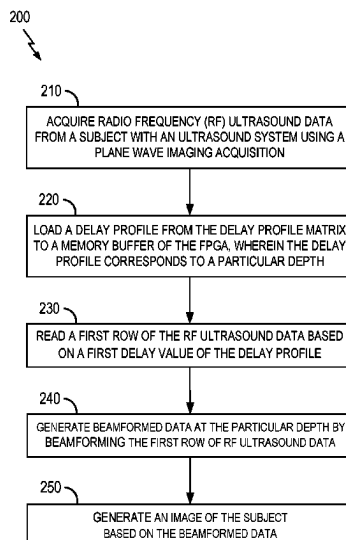 200
210
ACQUIRE RADIO FREQUENCY (RF) ULTRASOUND DATA
FROM A SUBJECT WITH AN ULTRASOUND SYSTEM USING A
PLANE WAVE IMAGING ACQUISITION
220
LOAD A DELAY PROFILE FROM THE DELAY PROFILE MATRIX
TO A MEMORY BUFFER OF THE FPGA, WHEREIN THE DELAY
PROFILE CORRESPONDS TO A PARTICULAR DEPTH
230
READ A FIRST ROW OF THE RF ULTRASOUND DATA BASED
ON A FIRST DELAY VALUE OF THE DELAY PROFILE
240
GENERATE BEAMFORMED DATA AT THE PARTICULAR DEPTH BY
BEAMFORMING THE FIRST ROW OF RF ULTRASOUND DATA
250
GENERATE AN IMAGE OF THE SUBJECT
BASED ON THE BEAMFORMED DATA